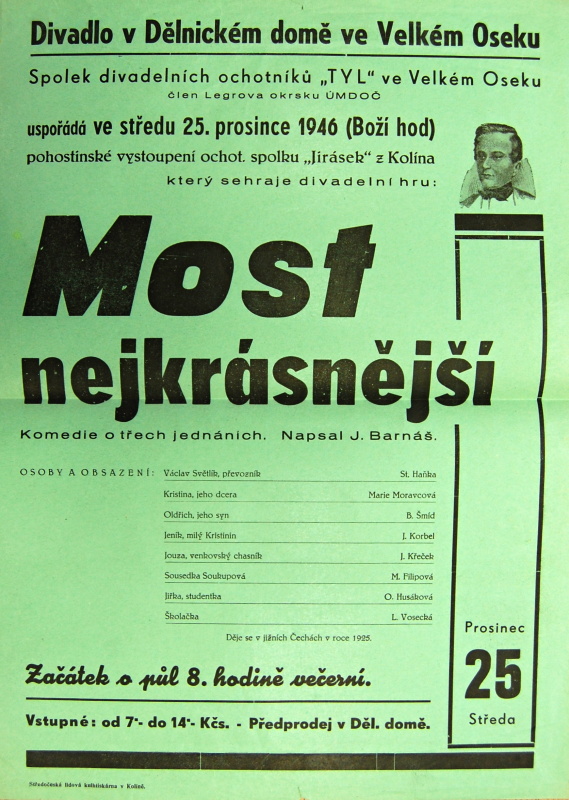 Divadlo v Dělnickém domě ve Velkém Oseku
Spolek divadelních ochotníků „TYL" ve Velkém Oseku
člen Legrova okrsku ÚMDOČ
uspořádá ve středu 25. prosince 1946 (Boží hod)
pohostinské vystoupení ochot. spolku „Jirásek" z Kolína
který sehraje divadelní hru:
Most
nejkrásnější
Komedie o třech jednáních. Napsal J. Barnáš.
OSOBY A OBSAZENÍ:
Václav Světlík, převozník St. Haňka
Kristina, jeho dcera Marie Moravcová
Oldřich, jeho syn B. Šmíd
Jeník, milý Kristinin J. Korbel
Jouza, venkovský chasník J. Křeček
Sousedka Soukupová M. Filipová
Jiřka, studentka O. Husáková
Školačka L. Vosecká
Děje se v jižních Čechách v roce 1925.
Začátek o půl 8. hodině večerní.
Vstupné: od 7·- do 14·- Kčs. - Předprodej v Děl. domě.
Prosinec
25
Středa
Středočeská lidová knihtiskárna v Kolíně.